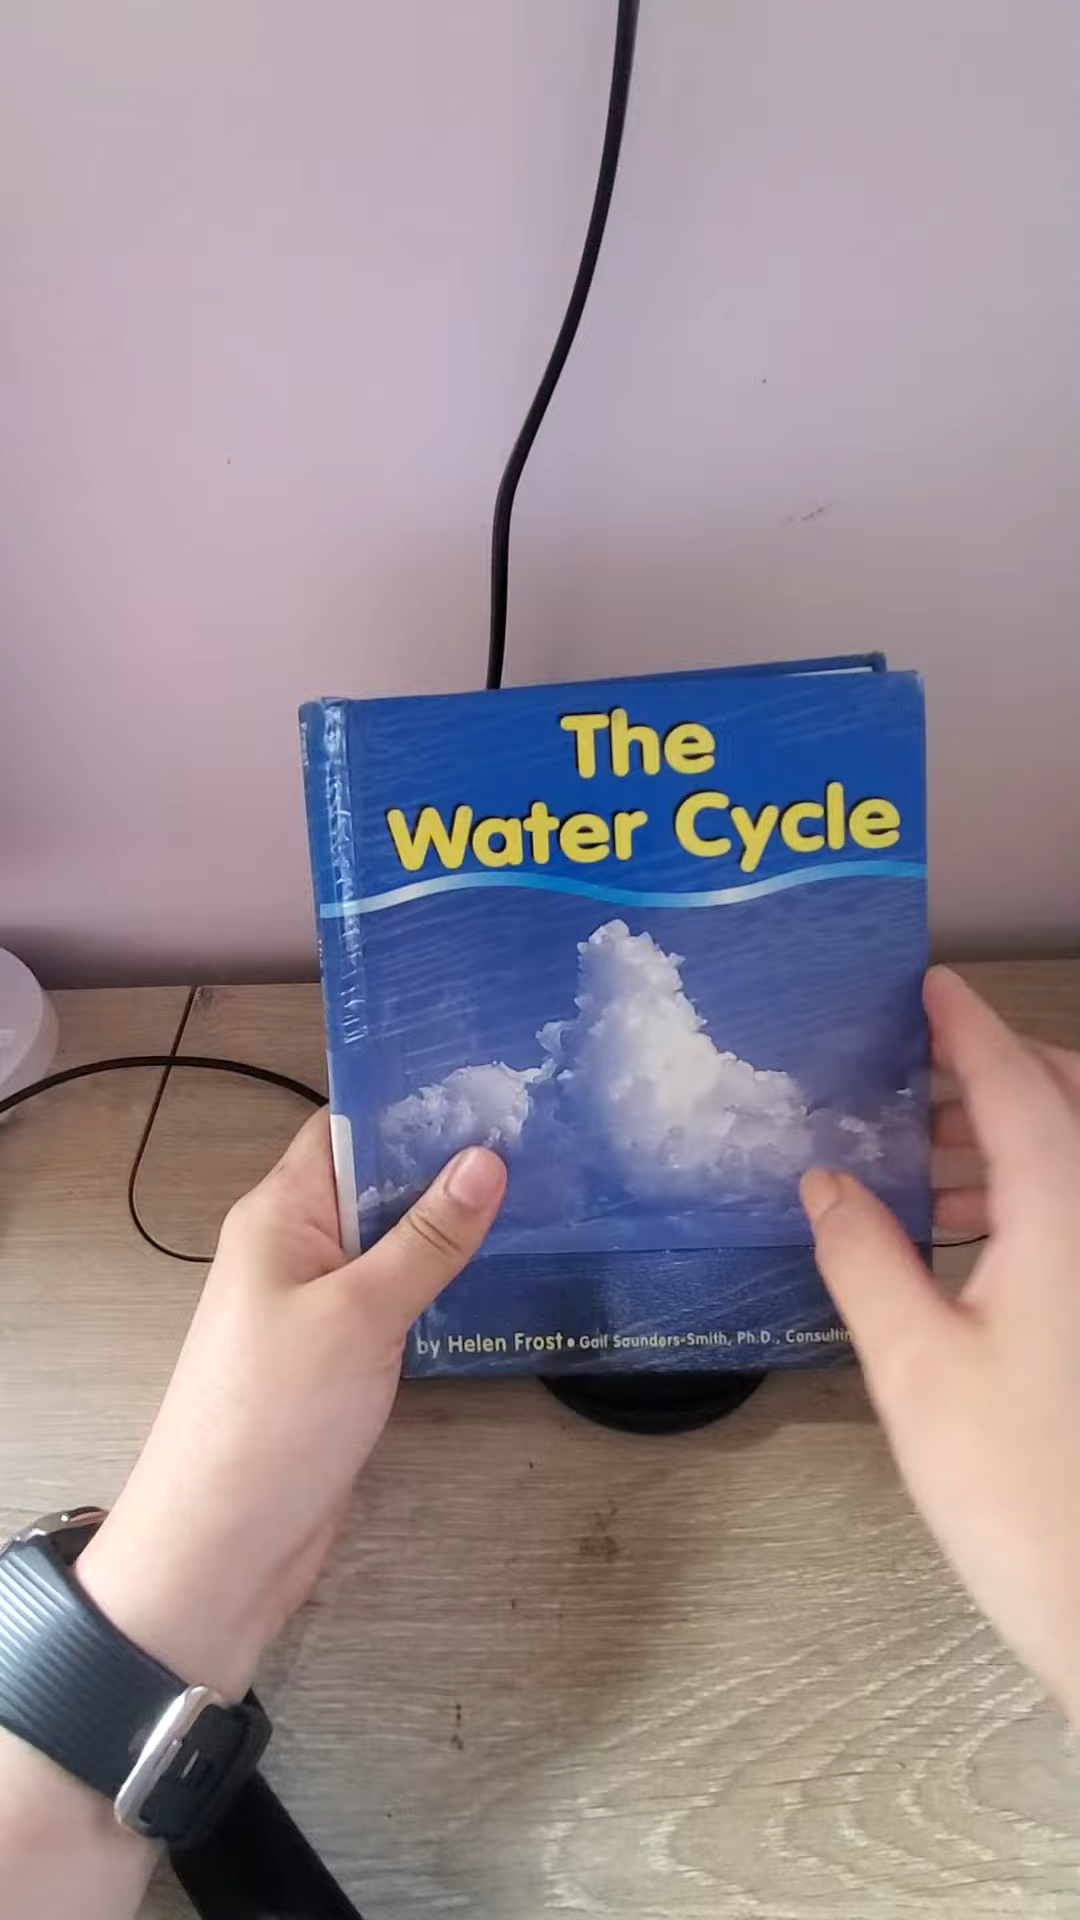 The
Water Cycle
by Helen Frost • Gail Saunders-Smith, Ph.D., Consultin